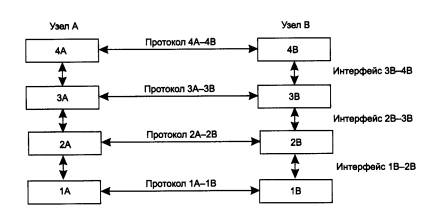 Узел А
Узел В
4А
Протокол 4А–4В
4В
Интерфейс 3В–4В
3А
Протокол 3А–3В
3В
Интерфейс 2В–3В
2А
Протокол 2А–2В
2В
Интерфейс 1В–2В
1А
Протокол 1А–1В
1В